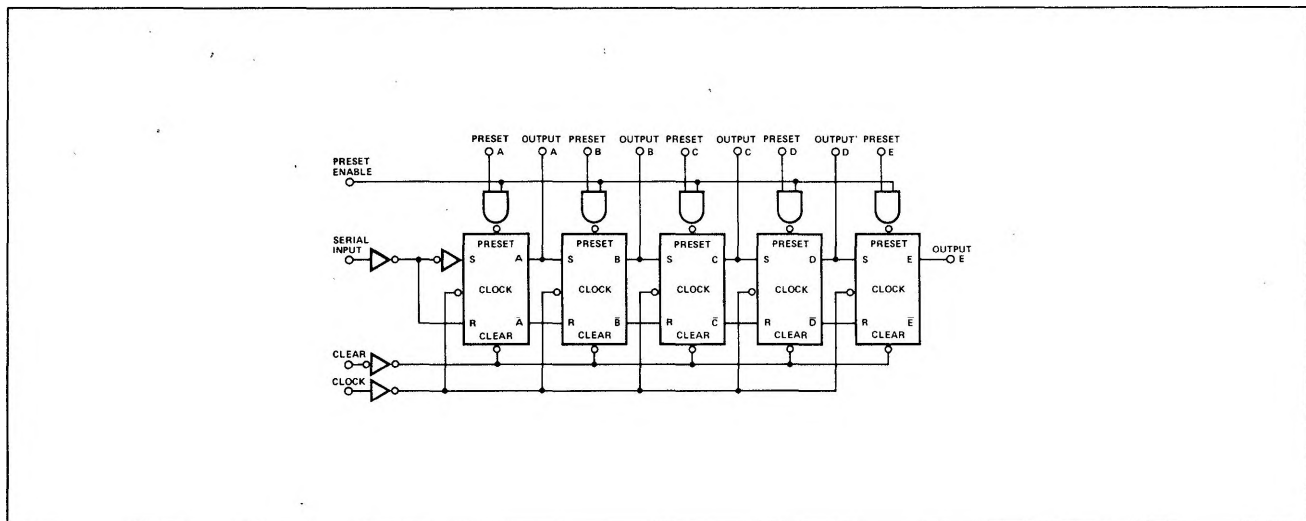 PRESET OUTPUT PRESET OUTPUT PRESET OUTPUT PRESET OUTPUT' PRESET
A A B B C C D D E
PRESET
ENABLE
SERIAL
INPUT
PRESET PRESET PRESET PRESET PRESET
S A S B S C S D S E
OUTPUT
E
CLOCK CLOCK CLOCK CLOCK CLOCK
R A̅ R B̅ R C̅ R D̅ R E̅
CLEAR CLEAR CLEAR CLEAR CLEAR
CLEAR
CLOCK